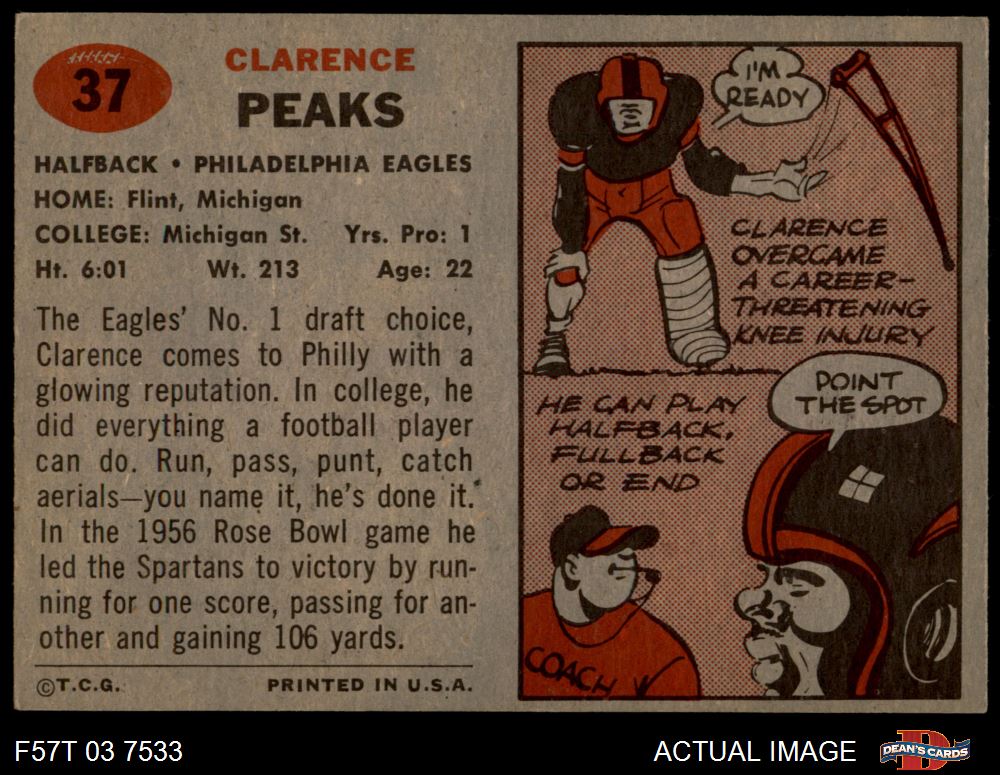 37
CLARENCE
PEAKS
HALFBACK • PHILADELPHIA EAGLES
HOME: Flint, Michigan
COLLEGE: Michigan St. Yrs. Pro: 1
Ht. 6:01 Wt. 213 Age: 22
The Eagles' No. 1 draft choice,
Clarence comes to Philly with a
glowing reputation. In college, he
did everything a football player
can do. Run, pass, punt, catch
aerials—you name it, he's done it.
In the 1956 Rose Bowl game he
led the Spartans to victory by run-
ning for one score, passing for an-
other and gaining 106 yards.
©T.C.G. PRINTED IN U.S.A.
I'M
READY
CLARENCE
OVERCAME
A CAREER-
THREATENING
KNEE INJURY
HE CAN PLAY
HALFBACK,
FULLBACK
OR END
POINT
THE SPOT
COACH
F57T 03 7533
ACTUAL IMAGE
DEAN'S CARDS